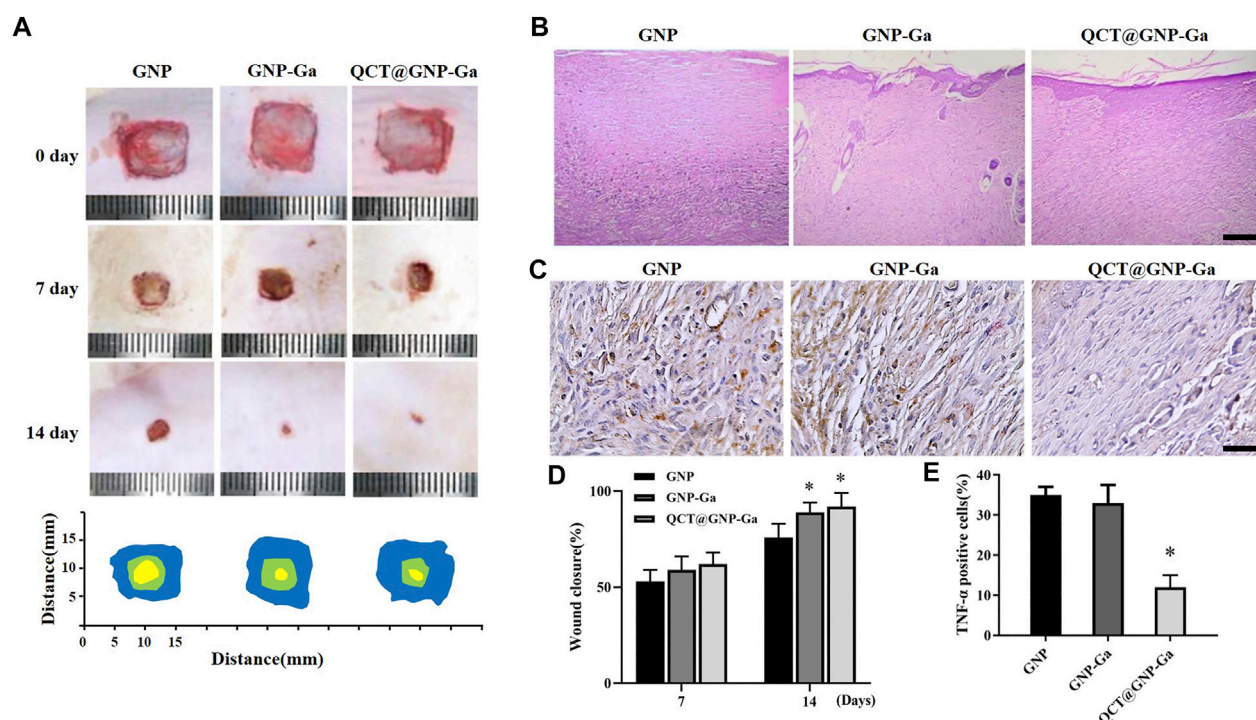 A
GNP GNP-Ga QCT@GNP-Ga
0 day
7 day
14 day
Distance(mm)
15
10
5
0 5 10 15
Distance(mm)
B
GNP GNP-Ga QCT@GNP-Ga
C
GNP GNP-Ga QCT@GNP-Ga
D
Wound closure(%)
100
50
0
GNP
GNP-Ga
QCT@GNP-Ga
* *
7 14 (Days)
E
TNF-α positive cells(%)
40
30
20
10
0
*
GNP
GNP-Ga
QCT@GNP-Ga